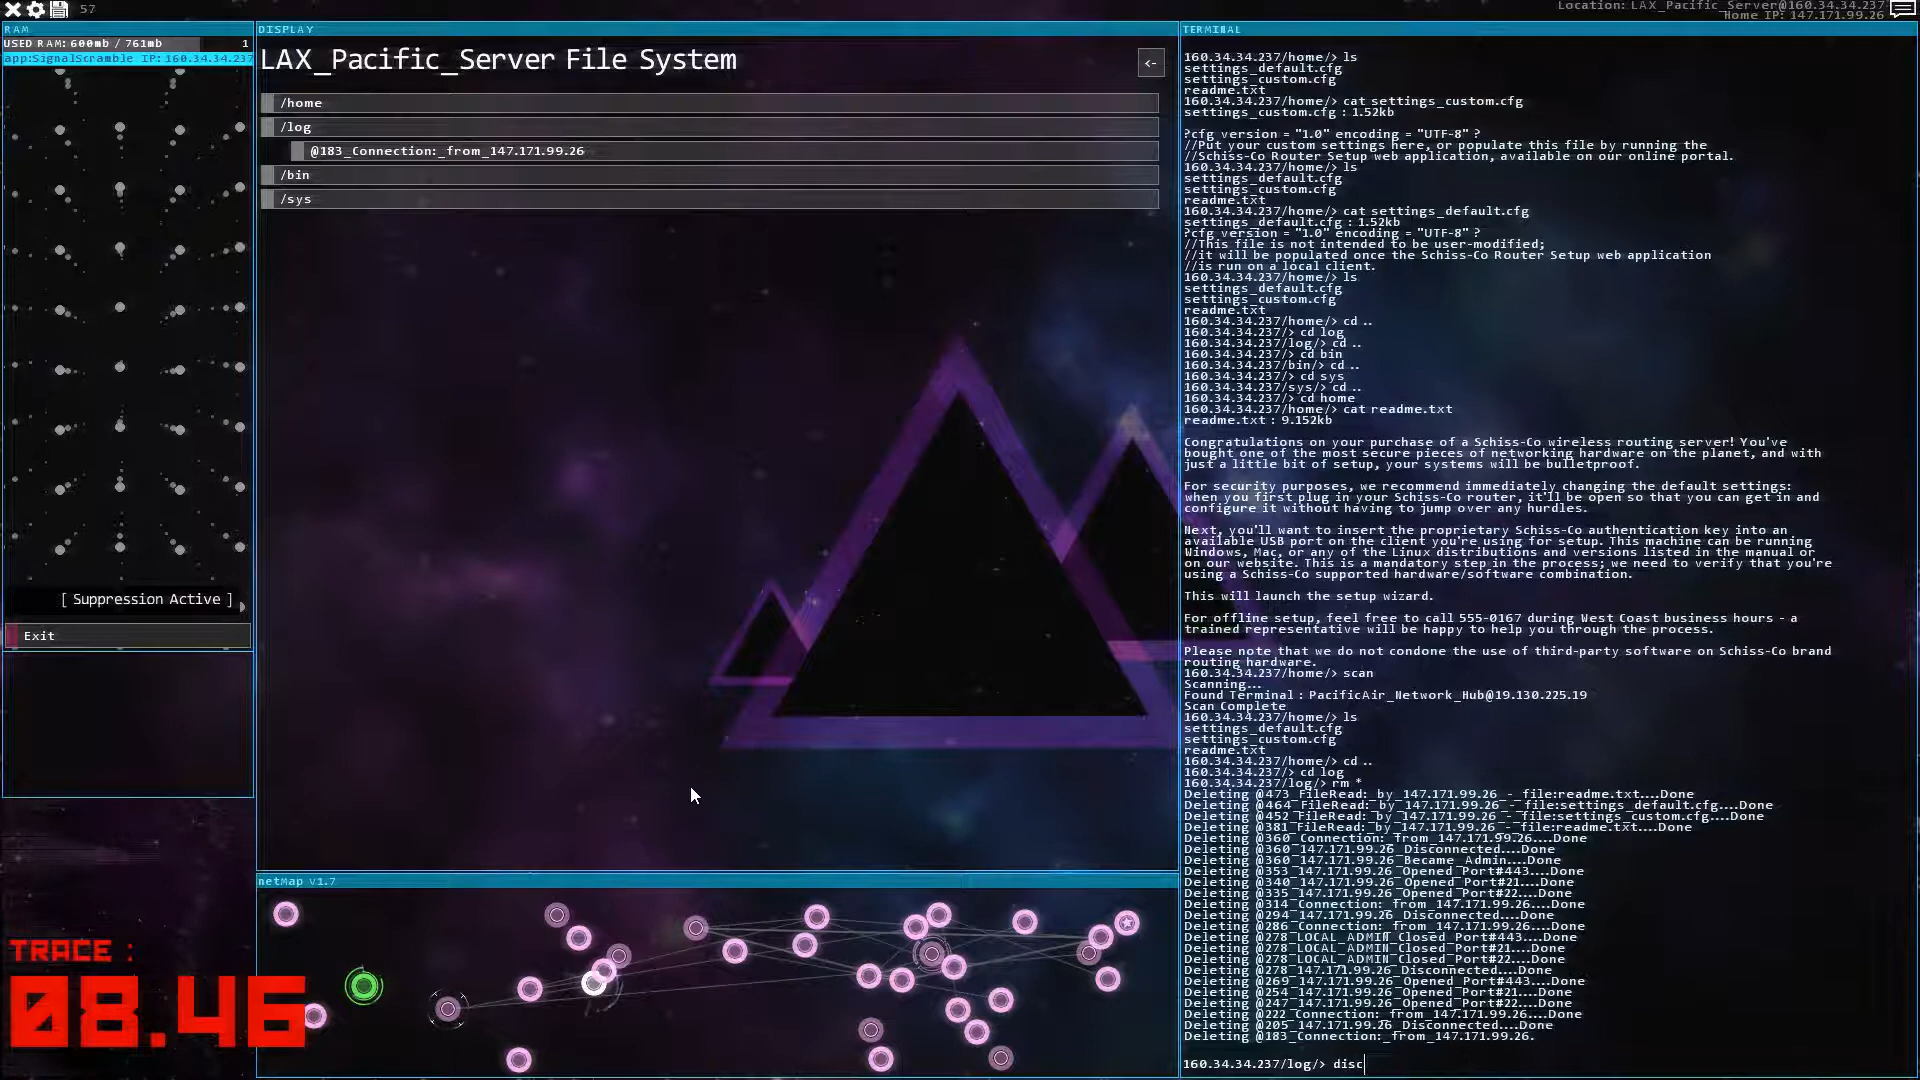 57
Location: LAX_Pacific_Server@160.34.34.237
Home IP: 147.171.99.26
RAM
USED RAM: 600mb / 761mb 1
app:SignalScramble IP: 160.34.34.237
[ Suppression Active ]
Exit
TRACE :
08.46
DISPLAY
LAX_Pacific_Server File System
<-
/home
/log
@183_Connection:_from_147.171.99.26
/bin
/sys
netMap v1.7
TERMINAL
160.34.34.237/home/> ls
settings_default.cfg
settings_custom.cfg
readme.txt
160.34.34.237/home/> cat settings_custom.cfg
settings_custom.cfg : 1.52kb
?cfg version = "1.0" encoding = "UTF-8" ?
//Put your custom settings here, or populate this file by running the
//Schiss-Co Router Setup web application, available on our online portal.
160.34.34.237/home/> ls
settings_default.cfg
settings_custom.cfg
readme.txt
160.34.34.237/home/> cat settings_default.cfg
settings_default.cfg : 1.52kb
?cfg version = "1.0" encoding = "UTF-8" ?
//This file is not intended to be user-modified;
//it will be populated once the Schiss-Co Router Setup web application
//is run on a local client.
160.34.34.237/home/> ls
settings_default.cfg
settings_custom.cfg
readme.txt
160.34.34.237/home/> cd ..
160.34.34.237/> cd log
160.34.34.237/log/> cd ..
160.34.34.237/> cd bin
160.34.34.237/bin/> cd ..
160.34.34.237/> cd sys
160.34.34.237/sys/> cd ..
160.34.34.237/> cd home
160.34.34.237/home/> cat readme.txt
readme.txt : 9.152kb
Congratulations on your purchase of a Schiss-Co wireless routing server! You've
bought one of the most secure pieces of networking hardware on the planet, and with
just a little bit of setup, your systems will be bulletproof.
For security purposes, we recommend immediately changing the default settings:
when you first plug in your Schiss-Co router, it'll be open so that you can get in and
configure it without having to jump over any hurdles.
Next, you'll want to insert the proprietary Schiss-Co authentication key into an
available USB port on the client you're using for setup. This machine can be running
Windows, Mac, or any of the Linux distributions and versions listed in the manual or
on our website. This is a mandatory step in the process; we need to verify that you're
using a Schiss-Co supported hardware/software combination.
This will launch the setup wizard.
For offline setup, feel free to call 555-0167 during West Coast business hours - a
trained representative will be happy to help you through the process.
Please note that we do not condone the use of third-party software on Schiss-Co brand
routing hardware.
160.34.34.237/home/> scan
Scanning...
Found Terminal : PacificAir_Network_Hub@19.130.225.19
Scan Complete
160.34.34.237/home/> ls
settings_default.cfg
settings_custom.cfg
readme.txt
160.34.34.237/home/> cd ..
160.34.34.237/> cd log
160.34.34.237/log/> rm *
Deleting @473_FileRead:_by_147.171.99.26_-_file:readme.txt....Done
Deleting @464_FileRead:_by_147.171.99.26_-_file:settings_default.cfg....Done
Deleting @452_FileRead:_by_147.171.99.26_-_file:settings_custom.cfg....Done
Deleting @381_FileRead:_by_147.171.99.26_-_file:readme.txt....Done
Deleting @360_Connection:_from_147.171.99.26....Done
Deleting @360_147.171.99.26_Disconnected....Done
Deleting @360_147.171.99.26_Became_Admin....Done
Deleting @353_147.171.99.26_Opened_Port#443....Done
Deleting @340_147.171.99.26_Opened_Port#21....Done
Deleting @335_147.171.99.26_Opened_Port#22....Done
Deleting @314_Connection:_from_147.171.99.26....Done
Deleting @294_147.171.99.26_Disconnected....Done
Deleting @286_Connection:_from_147.171.99.26....Done
Deleting @278_LOCAL_ADMIN_Closed_Port#443....Done
Deleting @278_LOCAL_ADMIN_Closed_Port#21....Done
Deleting @278_LOCAL_ADMIN_Closed_Port#22....Done
Deleting @278_147.171.99.26_Disconnected....Done
Deleting @269_147.171.99.26_Opened_Port#443....Done
Deleting @254_147.171.99.26_Opened_Port#21....Done
Deleting @247_147.171.99.26_Opened_Port#22....Done
Deleting @222_Connection:_from_147.171.99.26....Done
Deleting @205_147.171.99.26_Disconnected....Done
Deleting @183_Connection:_from_147.171.99.26.
160.34.34.237/log/> disc